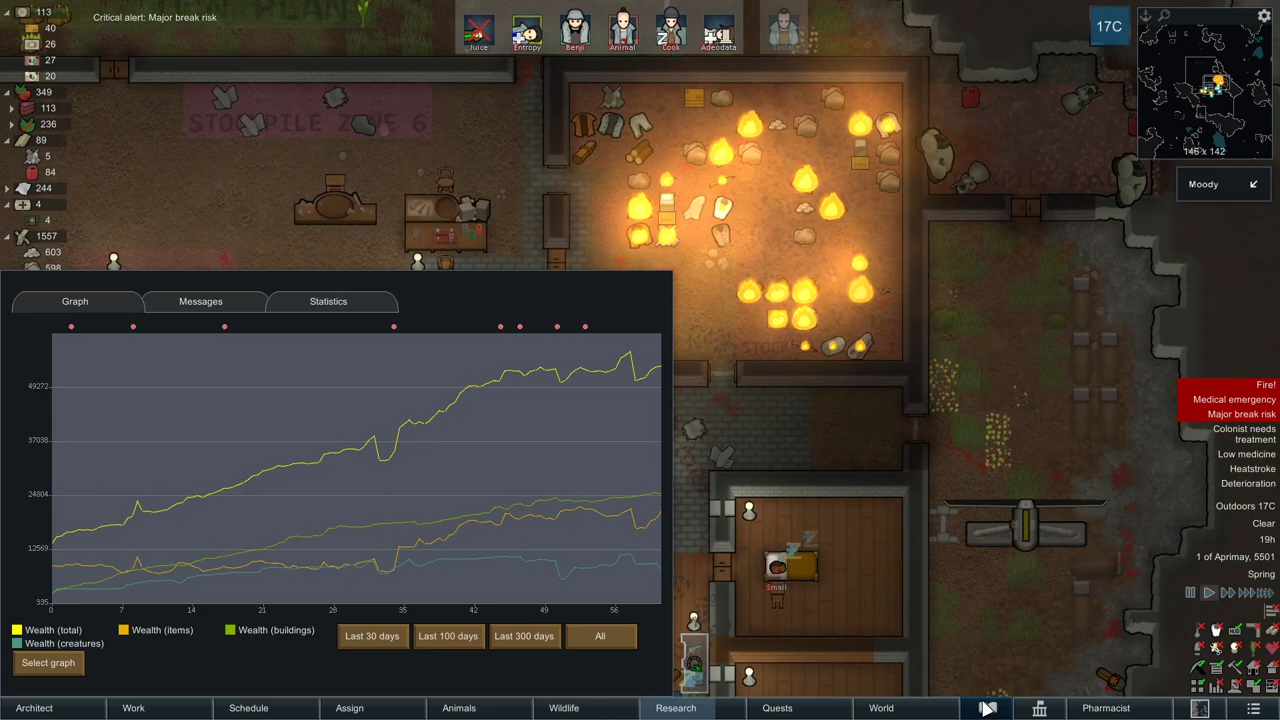 113
Critical alert: Major break risk
40
26
27
20
349
113
236
89
5
84
244
4
4
1557
603
598
Juice
Entropy
Benji
Animal
Cook
Adeodata
Social
17C
146 x 142
Moody
STOCKPILE ZONE 6
Graph
Messages
Statistics
49272
37038
24804
12569
335
0
7
14
21
28
35
42
49
56
Wealth (total)
Wealth (items)
Wealth (buildings)
Wealth (creatures)
Last 30 days
Last 100 days
Last 300 days
All
Select graph
Small
Fire!
Medical emergency
Major break risk
Colonist needs
treatment
Low medicine
Heatstroke
Deterioration
Outdoors 17C
Clear
19h
1 of Aprimay, 5501
Spring
Architect
Work
Schedule
Assign
Animals
Wildlife
Research
Quests
World
Pharmacist